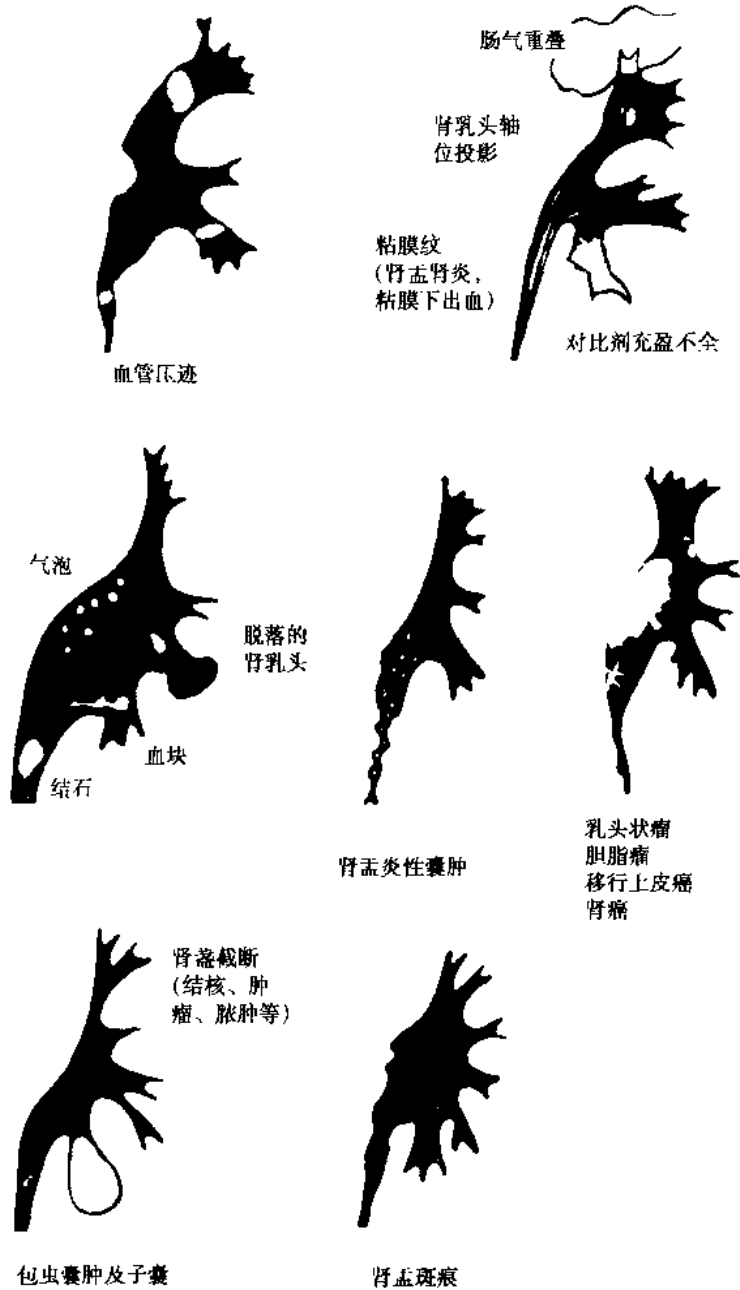 肠气重叠
肾乳头轴
位投影
粘膜纹
(肾盂肾炎,
粘膜下出血)
对比剂充盈不全
血管压迹
气泡
脱落的
肾乳头
血块
结石
肾盂炎性囊肿
乳头状瘤
胆脂瘤
移行上皮癌
肾癌
肾盏截断
(结核、肿
瘤、脓肿等)
包虫囊肿及子囊
肾盂斑痕